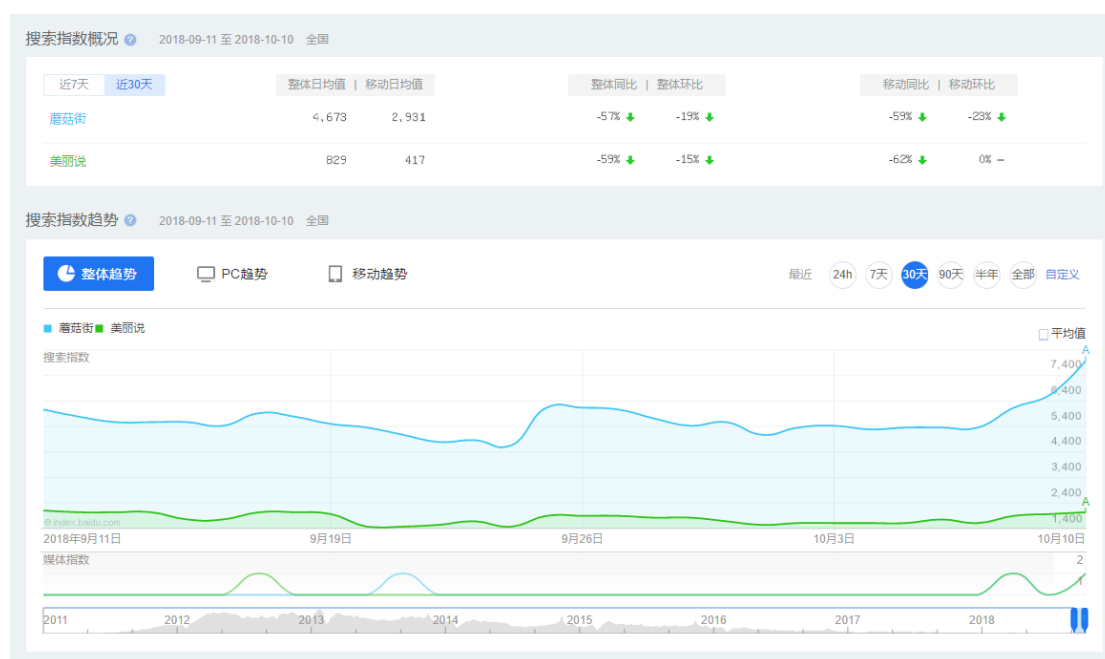 搜索指数概况 ? 2018-09-11 至 2018-10-10 全国
近7天 近30天 整体日均值 | 移动日均值 整体同比 | 整体环比 移动同比 | 移动环比
蘑菇街 4,673 2,931 -57% -19% -59% -23%
美丽说 829 417 -59% -15% -62% 0% –
搜索指数趋势 ? 2018-09-11 至 2018-10-10 全国
整体趋势 PC趋势 移动趋势 最近 24h 7天 30天 90天 半年 全部 自定义
蘑菇街 美丽说
平均值
A
搜索指数
7,400
6,400
5,400
4,400
3,400
2,400
A
1,400
© index.baidu.com
2018年9月11日 9月19日 9月26日 10月3日 10月10日
媒体指数 2
1
2011 2012 2013 2014 2015 2016 2017 2018